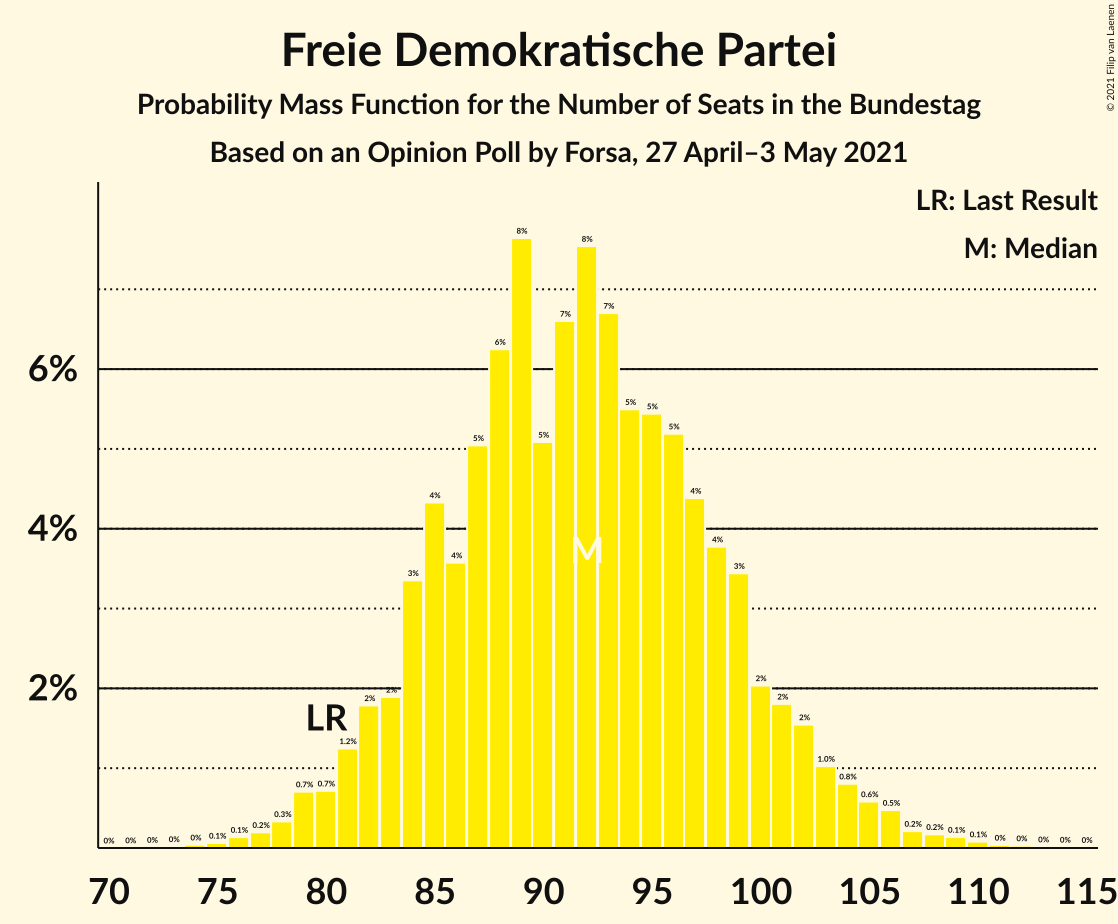 Freie Demokratische Partei
Probability Mass Function for the Number of Seats in the Bundestag
Based on an Opinion Poll by Forsa, 27 April–3 May 2021
© 2021 Filip van Laenen
LR: Last Result
M: Median
6%
4%
2%
0% 0% 0% 0% 0% 0.1% 0.1% 0.2% 0.3% 0.7% 0.7% 1.2% 2% 2% 3% 4% 4% 5% 6% 8% 5% 7% 8% 7% 5% 5% 5% 4% 4% 3% 2% 2% 2% 1.0% 0.8% 0.6% 0.5% 0.2% 0.2% 0.1% 0.1% 0% 0% 0% 0% 0%
M
LR
70 75 80 85 90 95 100 105 110 115